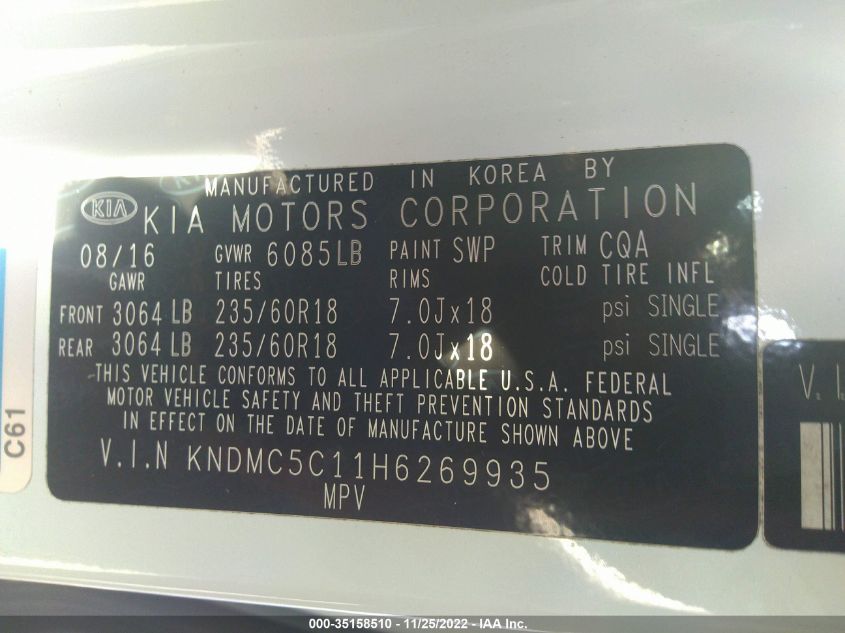 MANUFACTURED IN KOREA BY
KIA KIA MOTORS CORPORATION
08/16 GVWR 6085LB PAINT SWP TRIM CQA
GAWR TIRES RIMS COLD TIRE INFL
FRONT 3064 LB 235/60R18 7.0Jx18 psi SINGLE
REAR 3064 LB 235/60R18 7.0Jx18 psi SINGLE
THIS VEHICLE CONFORMS TO ALL APPLICABLE U.S.A. FEDERAL
MOTOR VEHICLE SAFETY AND THEFT PREVENTION STANDARDS
IN EFFECT ON THE DATE OF MANUFACTURE SHOWN ABOVE
V.I.N KNDMC5C11H6269935
MPV
C61
V.I.
000-35158510 - 11/25/2022 - IAA Inc.